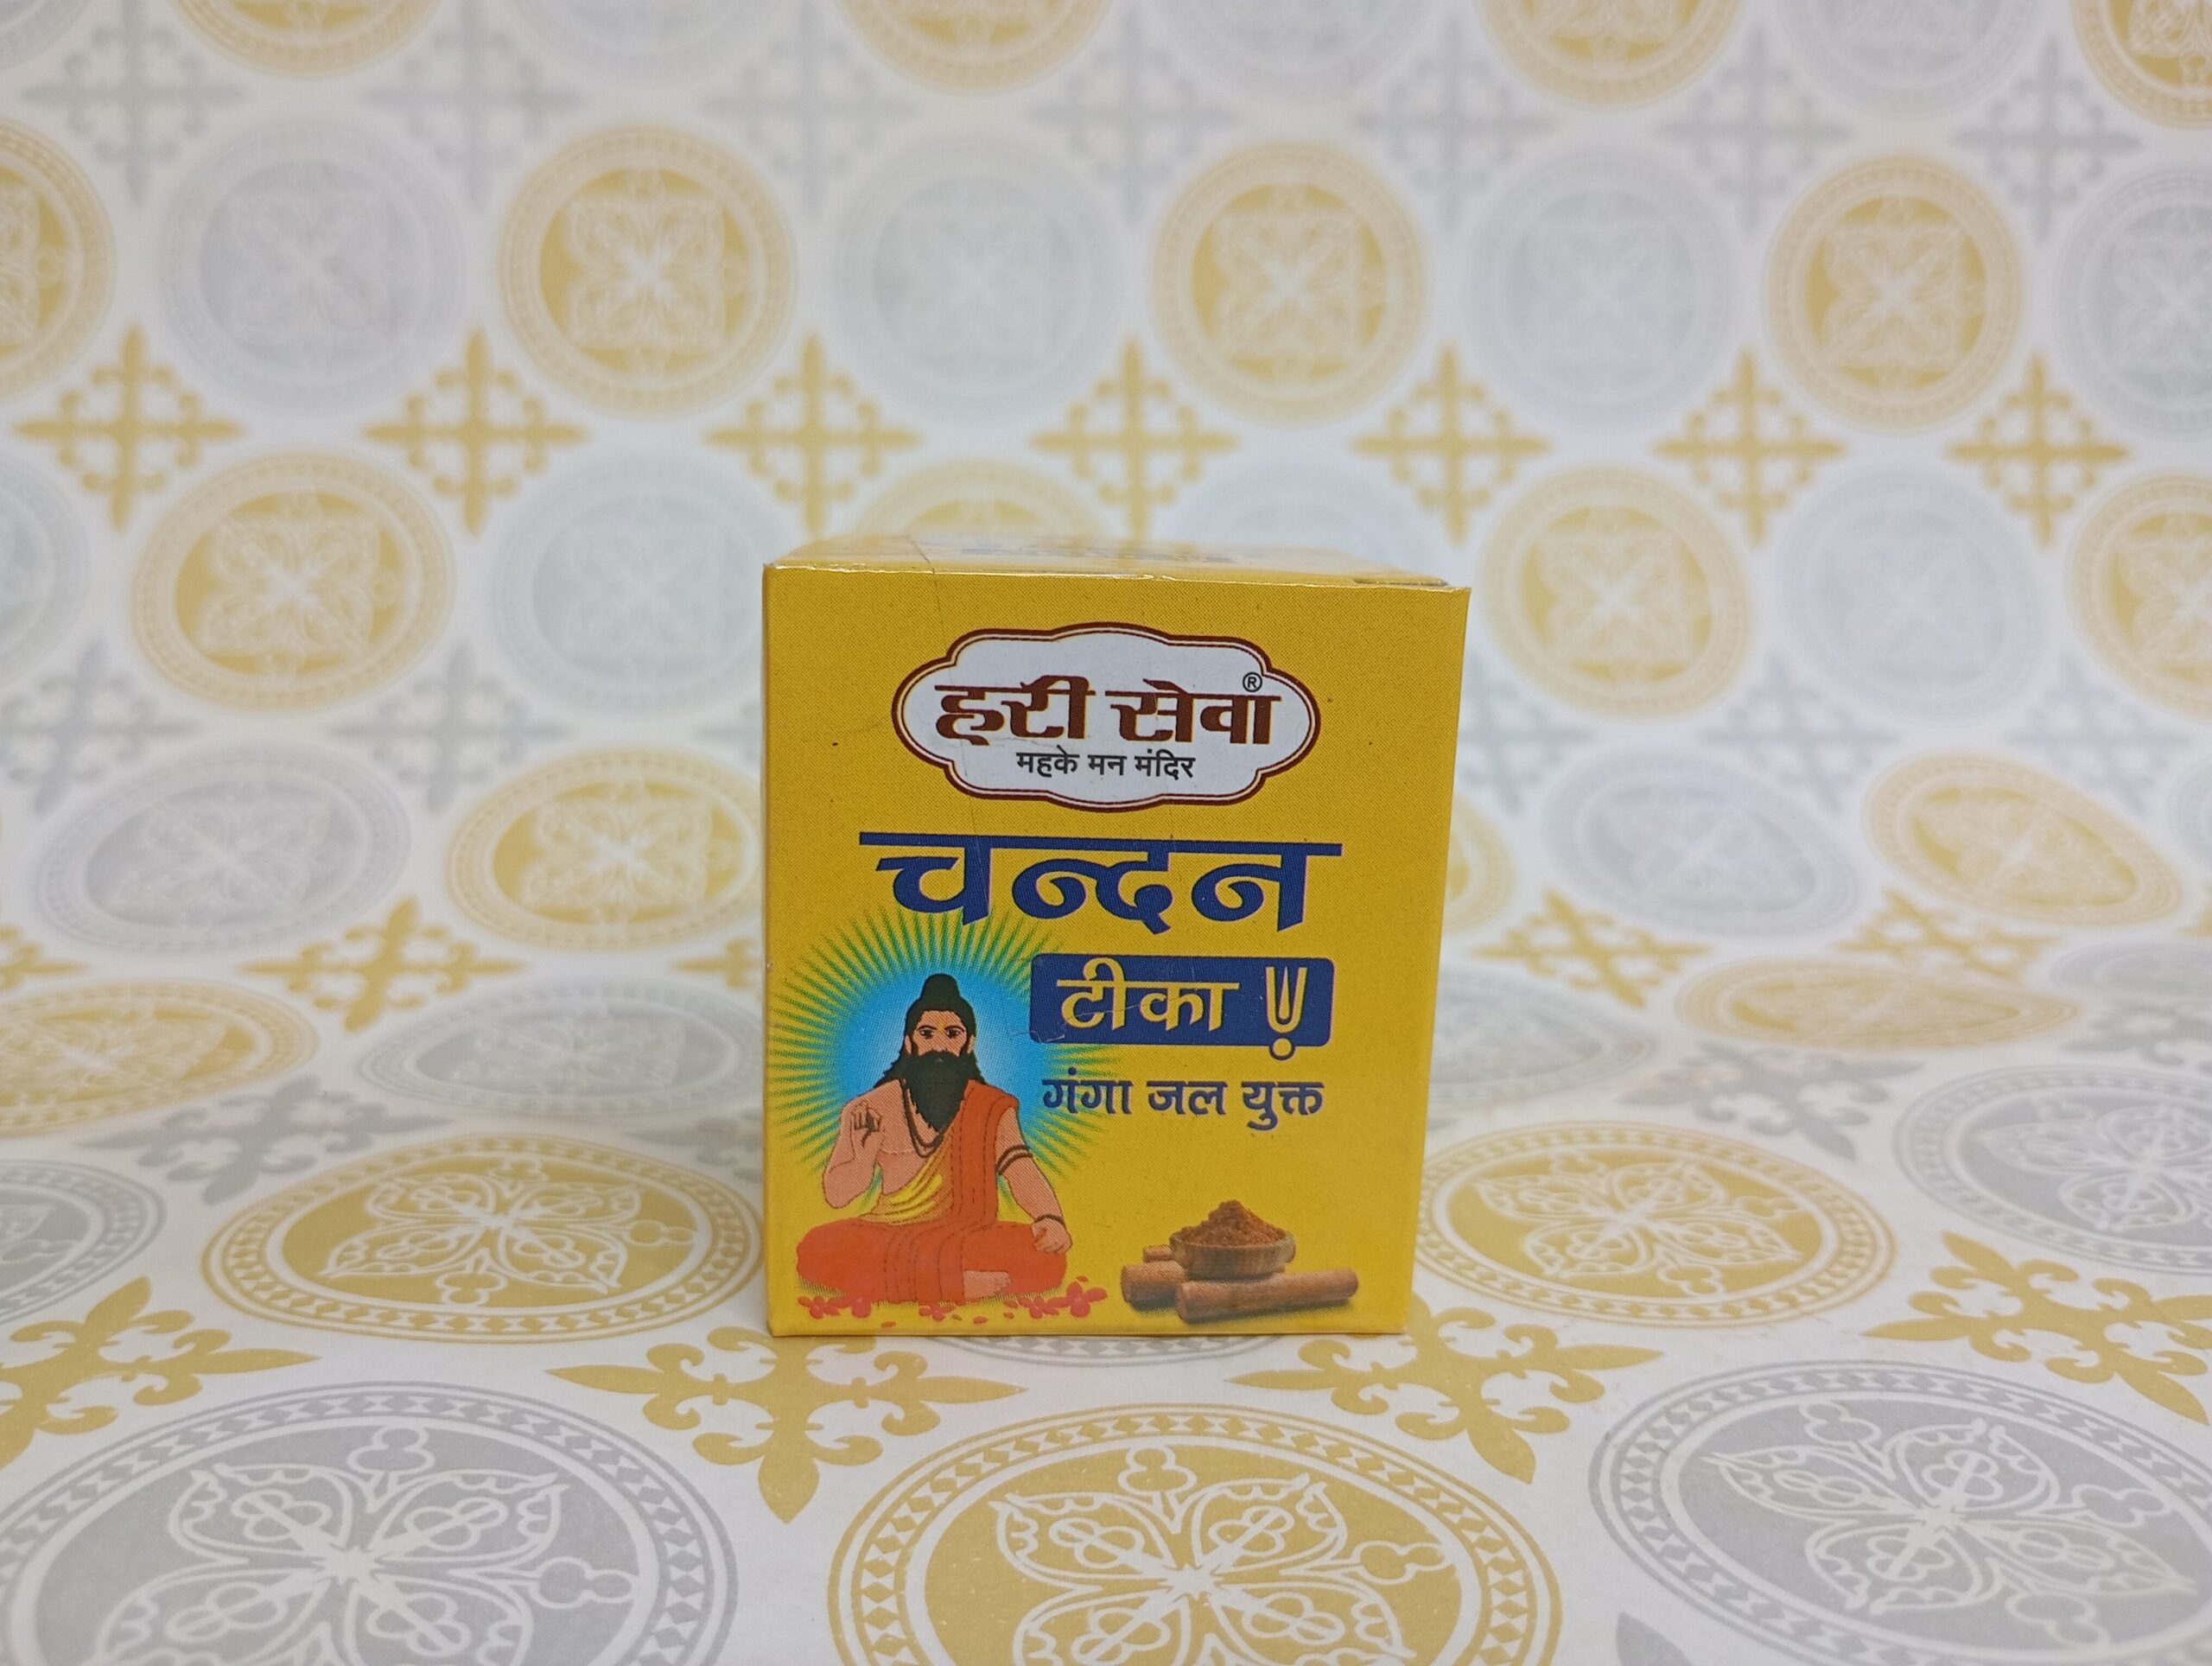 हरी सेवा ®
महके मन मंदिर
चन्दन
टीका
गंगा जल युक्त